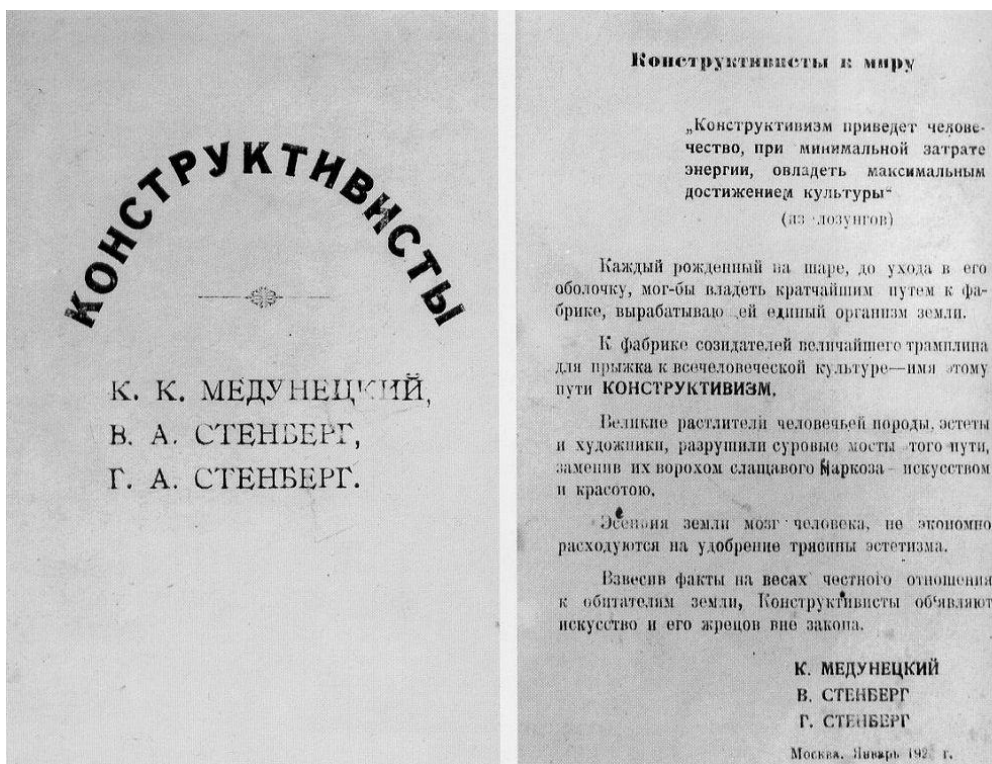 КОНСТРУКТИВИСТЫ
К. К. МЕДУНЕЦКИЙ,
В. А. СТЕНБЕРГ,
Г. А. СТЕНБЕРГ.
Конструктивисты к миру
„Конструктивизм приведет челове-
чество, при минимальной затрате
энергии, овладеть максимальным
достижением культуры“
(из лозунгов)
Каждый рожденный на шаре, до ухода в его
оболочку, мог-бы владеть кратчайшим путем к фа-
брике, вырабатываю ей единый организм земли.
К фабрике созидателей величайшего трамплина
для прыжка к всечеловеческой культуре—имя этому
пути КОНСТРУКТИВИЗМ.
Великие растлители человечьей породы, эстеты
и художники, разрушили суровые мосты того пути,
заменив их ворохом слащавого наркоза - искусством
и красотою.
земли мозг человека, не экономно
расходуются на удобрение трясины эстетизма.
Взвесив факты на весах честного отношения
к обитателям земли, Конструктивисты об‘являют
искусство и его жрецов вне закона.
К. МЕДУНЕЦКИЙ
В. СТЕНБЕРГ
Г. СТЕНБЕРГ
Москва. Январь 192 г.